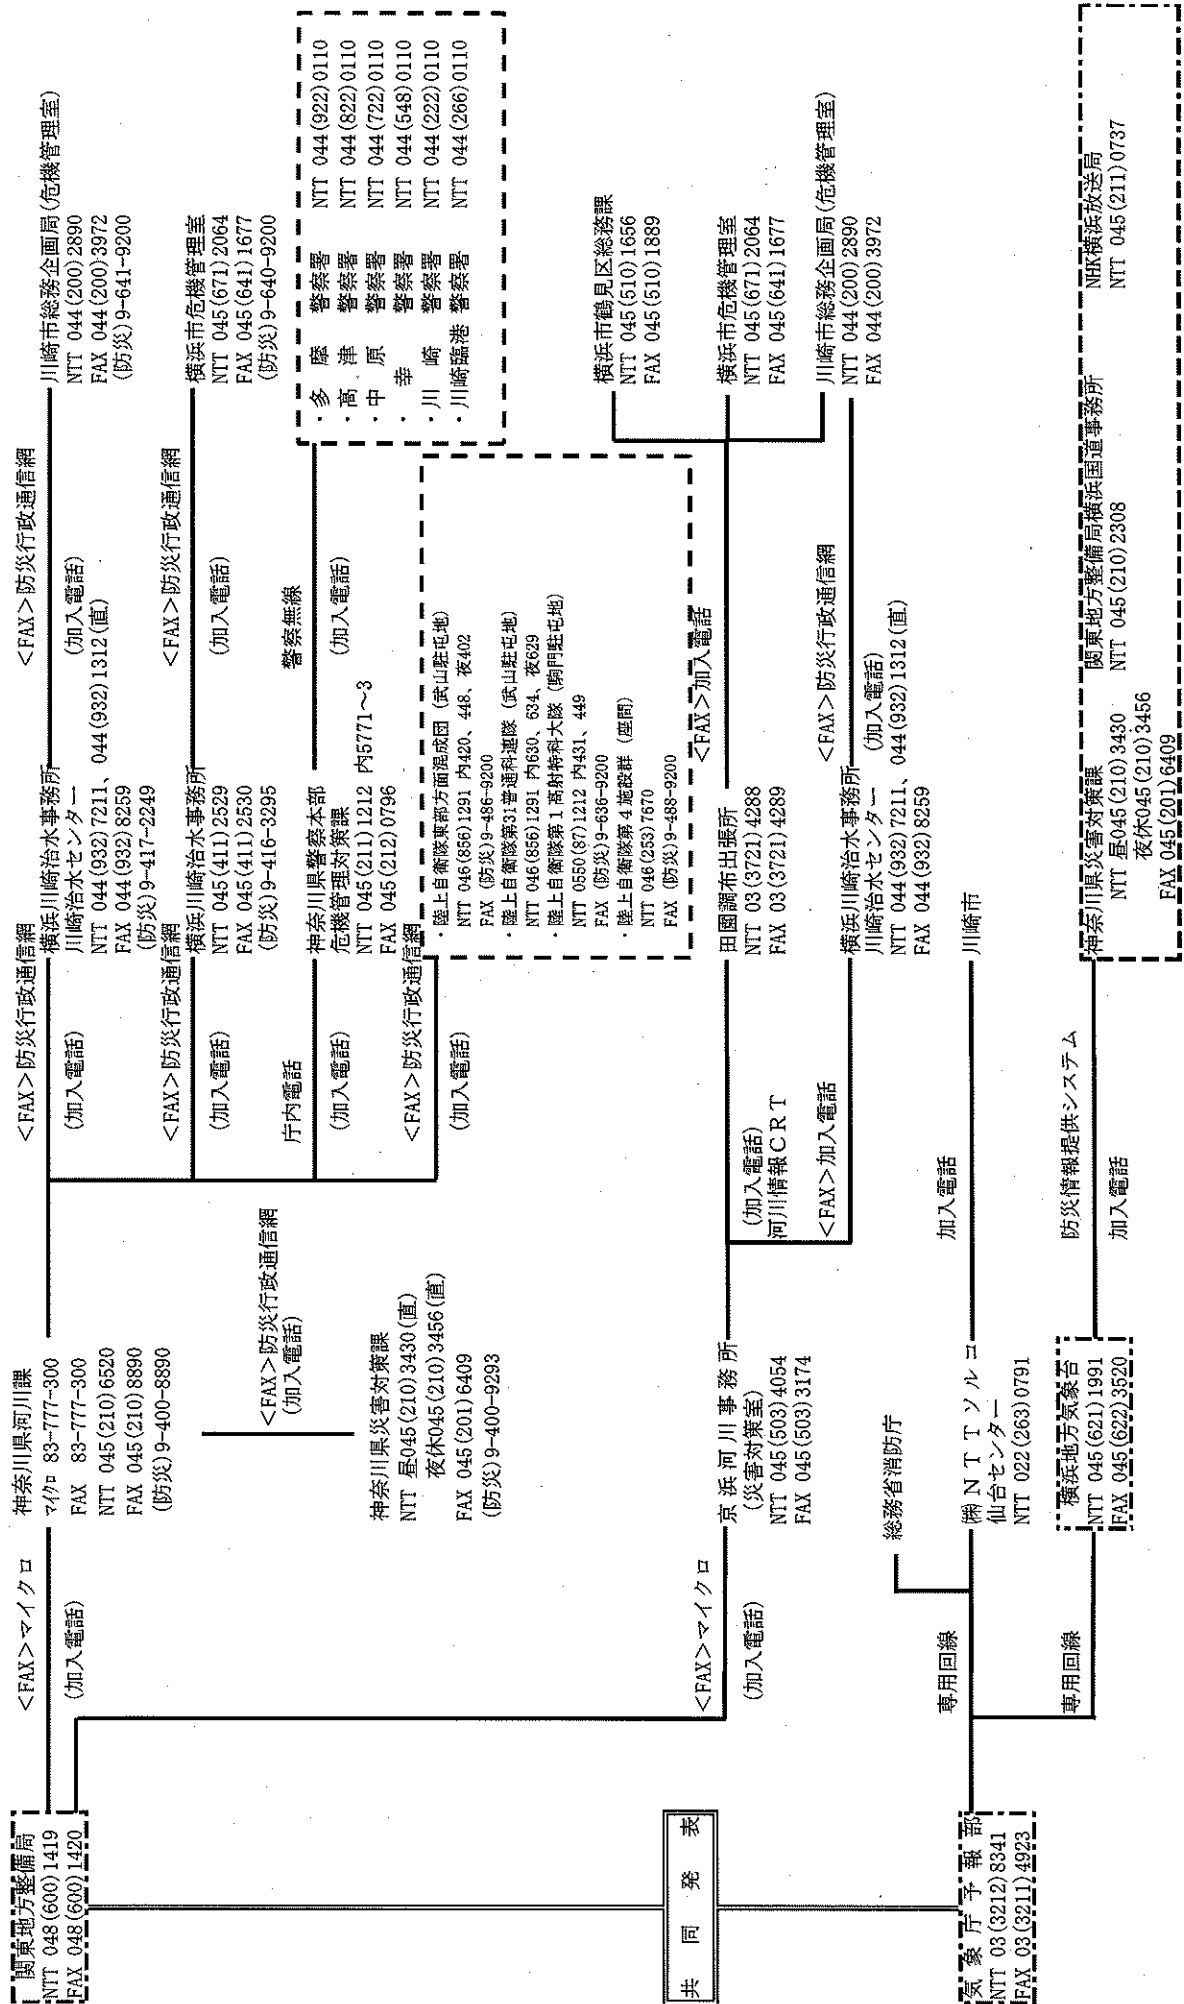 関東地方整備局
NTT 048(600)1419
FAX 048(600)1420
共同発表
気象庁予報部
NTT 03(3212)8341
FAX 03(3211)4923
<FAX>マイクロ
(加入電話)
神奈川県河川課
マイクロ 83-777-300
FAX 83-777-300
NTT 045(210)6520
FAX 045(210)8890
(防災)9-400-8890
<FAX>防災行政通信網
(加入電話)
神奈川県災害対策課
NTT 昼045(210)3430(直)
夜休045(210)3456(直)
FAX 045(201)6409
(防災)9-400-9293
<FAX>防災行政通信網
(加入電話)
横浜川崎治水事務所
川崎治水センター
NTT 044(932)7211、044(932)1312(直)
FAX 044(932)8259
(防災)9-417-2249
<FAX>防災行政通信網
(加入電話)
川崎市総務企画局(危機管理室)
NTT 044(200)2890
FAX 044(200)3972
(防災)9-641-9200
<FAX>防災行政通信網
(加入電話)
横浜川崎治水事務所
NTT 045(411)2529
FAX 045(411)2530
(防災)9-416-3295
<FAX>防災行政通信網
(加入電話)
横浜市危機管理室
NTT 045(671)2064
FAX 045(641)1677
(防災)9-640-9200
庁内電話
(加入電話)
神奈川県警察本部
危機管理対策課
NTT 045(211)1212 内5771～3
FAX 045(212)0796
警察無線
(加入電話)
・多摩 警察署 NTT 044(922)0110
・高津 警察署 NTT 044(822)0110
・中原 警察署 NTT 044(722)0110
・幸 警察署 NTT 044(548)0110
・川崎 警察署 NTT 044(222)0110
・川崎臨港 警察署 NTT 044(266)0110
<FAX>防災行政通信網
(加入電話)
・陸上自衛隊東部方面混成団（武山駐屯地）
NTT 046(856)1291 内420、448、夜402
FAX (防災)9-486-9200
・陸上自衛隊第31普通科連隊（武山駐屯地）
NTT 046(856)1291 内630、634、夜629
・陸上自衛隊第1高射特科大隊（駒門駐屯地）
NTT 0550(87)1212 内431、449
FAX (防災)9-636-9200
・陸上自衛隊第4施設群（座間）
NTT 046(253)7670
FAX (防災)9-488-9200
<FAX>マイクロ
(加入電話)
京浜河川事務所
(災害対策室)
NTT 045(503)4054
FAX 045(503)3174
(加入電話)
河川情報CRT
田園調布出張所
NTT 03(3721)4288
FAX 03(3721)4289
<FAX>加入電話
横浜市鶴見区総務課
NTT 045(510)1656
FAX 045(510)1889
横浜市危機管理室
NTT 045(671)2064
FAX 045(641)1677
川崎市総務企画局(危機管理室)
NTT 044(200)2890
FAX 044(200)3972
<FAX>加入電話
横浜川崎治水事務所
川崎治水センター
NTT 044(932)7211、044(932)1312(直)
FAX 044(932)8259
<FAX>防災行政通信網
(加入電話)
専用回線
総務省消防庁
㈱NTTソルコ
仙台センター
NTT 022(263)0791
加入電話
川崎市
専用回線
横浜地方気象台
NTT 045(621)1991
FAX 045(622)3520
防災情報提供システム
加入電話
神奈川県災害対策課
NTT 昼045(210)3430
夜休045(210)3456
FAX 045(201)6409
関東地方整備局横浜国道事務所
NTT 045(210)2308
NHK横浜放送局
NTT 045(211)0737